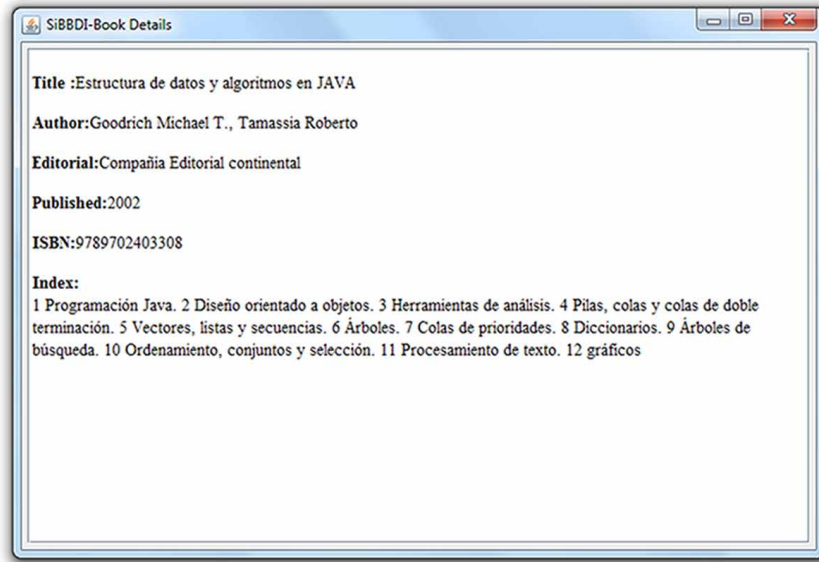 SiBBDI-Book Details
Title :Estructura de datos y algoritmos en JAVA
Author:Goodrich Michael T., Tamassia Roberto
Editorial:Compañia Editorial continental
Published:2002
ISBN:9789702403308
Index:
1 Programación Java. 2 Diseño orientado a objetos. 3 Herramientas de análisis. 4 Pilas, colas y colas de doble
terminación. 5 Vectores, listas y secuencias. 6 Árboles. 7 Colas de prioridades. 8 Diccionarios. 9 Árboles de
búsqueda. 10 Ordenamiento, conjuntos y selección. 11 Procesamiento de texto. 12 gráficos